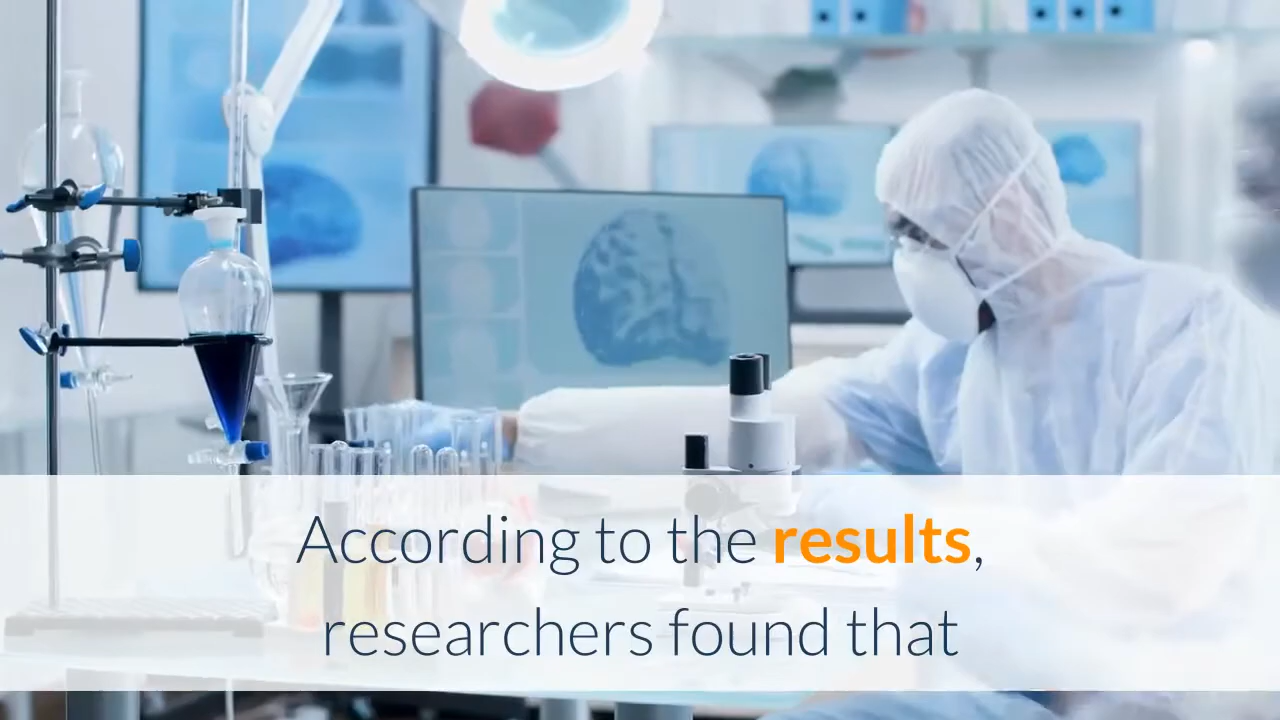 According to the results,
researchers found that